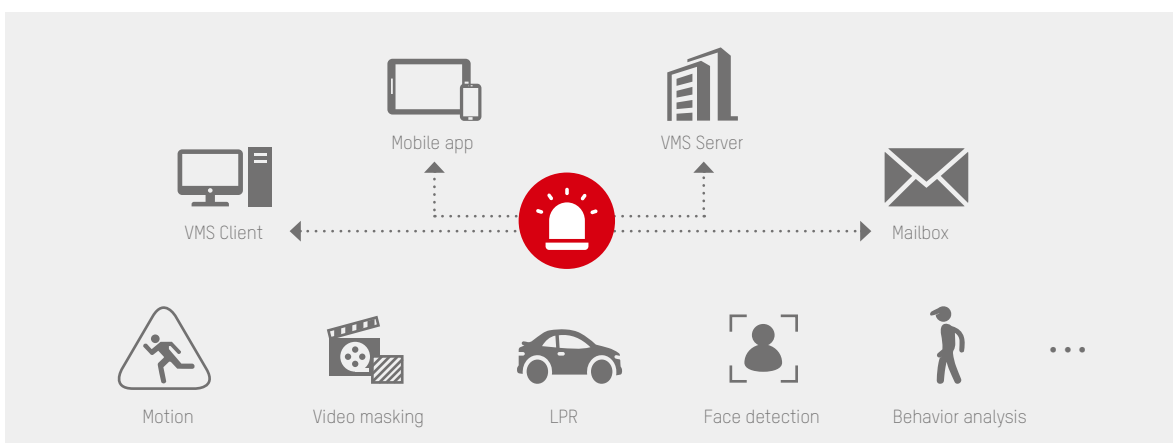 Mobile app
VMS Server
VMS Client
Mailbox
Motion
Video masking
LPR
Face detection
Behavior analysis
...